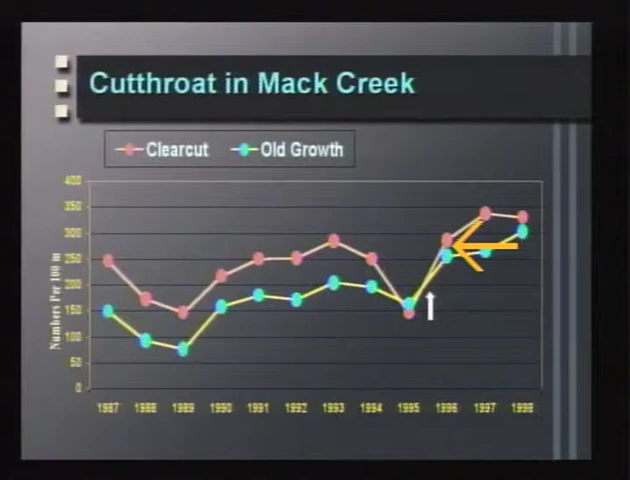 Cutthroat in Mack Creek
Clearcut Old Growth
400
350
300
250
200
150
100
50
0
Numbers Per 100 m
1987 1988 1989 1990 1991 1992 1993 1994 1995 1996 1997 1998